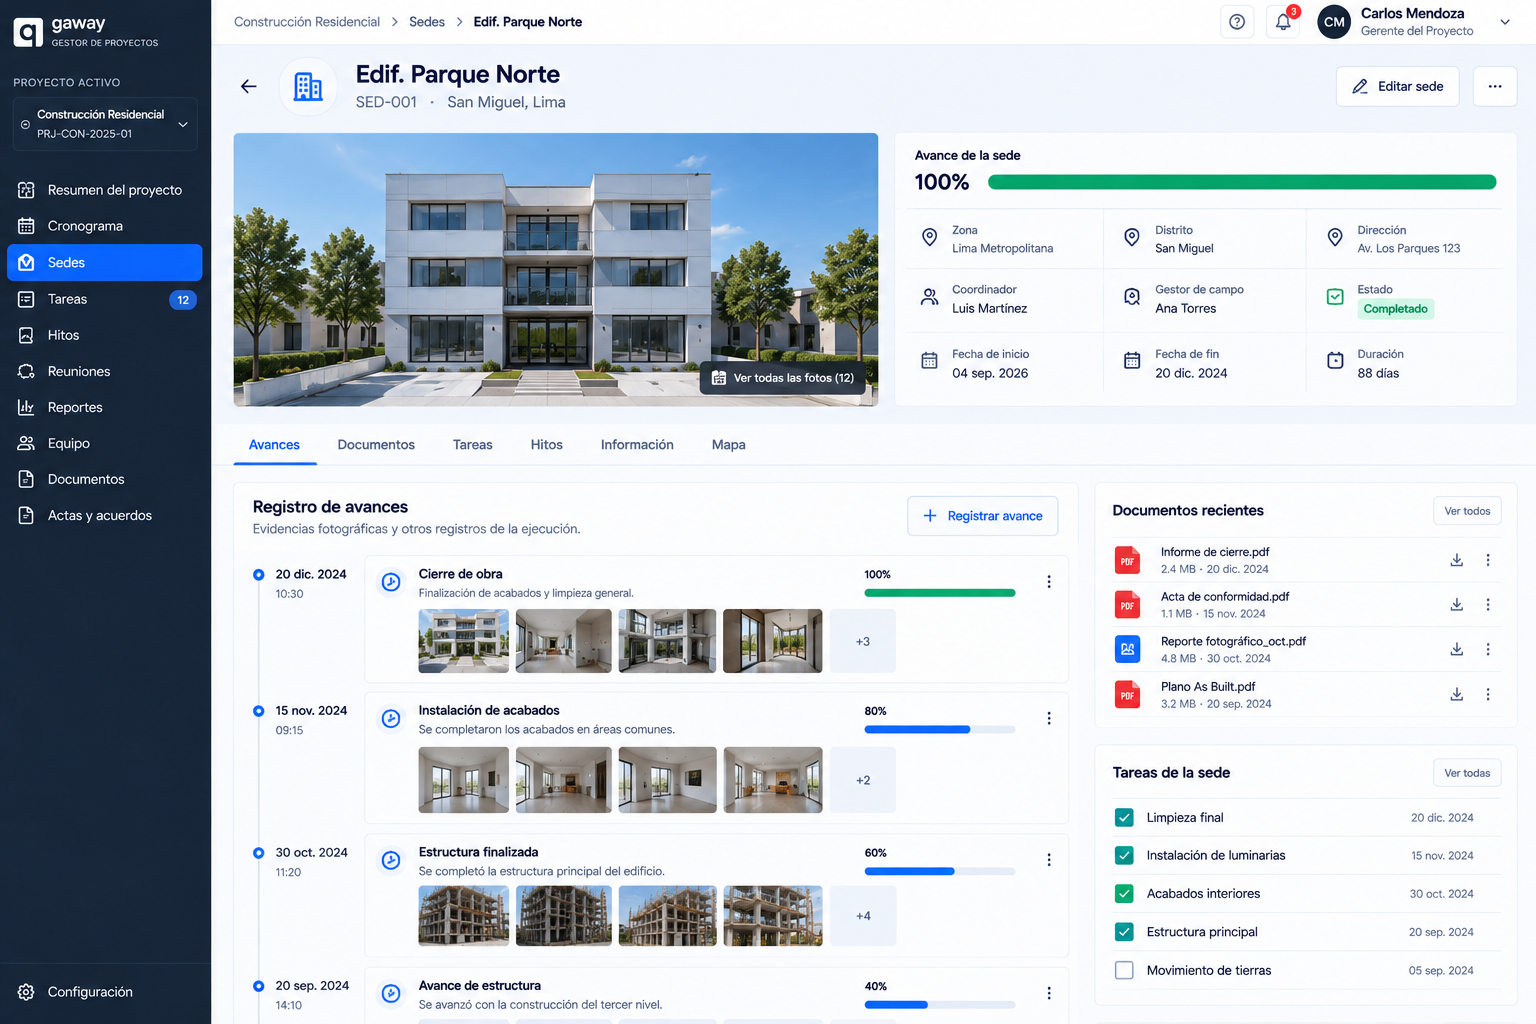 gaway
GESTOR DE PROYECTOS
PROYECTO ACTIVO
Construcción Residencial
PRJ-CON-2025-01
Resumen del proyecto
Cronograma
Sedes
Tareas 12
Hitos
Reuniones
Reportes
Equipo
Documentos
Actas y acuerdos
Configuración
Construcción Residencial > Sedes > Edif. Parque Norte
3
CM
Carlos Mendoza
Gerente del Proyecto
Edif. Parque Norte
SED-001 · San Miguel, Lima
Editar sede
Ver todas las fotos (12)
Avance de la sede
100%
Zona
Lima Metropolitana
Distrito
San Miguel
Dirección
Av. Los Parques 123
Coordinador
Luis Martínez
Gestor de campo
Ana Torres
Estado
Completado
Fecha de inicio
04 sep. 2026
Fecha de fin
20 dic. 2024
Duración
88 días
Avances Documentos Tareas Hitos Información Mapa
Registro de avances
Evidencias fotográficas y otros registros de la ejecución.
Registrar avance
20 dic. 2024
10:30
Cierre de obra
Finalización de acabados y limpieza general.
100%
+3
15 nov. 2024
09:15
Instalación de acabados
Se completaron los acabados en áreas comunes.
80%
+2
30 oct. 2024
11:20
Estructura finalizada
Se completó la estructura principal del edificio.
60%
+4
20 sep. 2024
14:10
Avance de estructura
Se avanzó con la construcción del tercer nivel.
40%
Documentos recientes
Ver todos
PDF
Informe de cierre.pdf
2.4 MB · 20 dic. 2024
PDF
Acta de conformidad.pdf
1.1 MB · 15 nov. 2024
Reporte fotográfico_oct.pdf
4.8 MB · 30 oct. 2024
PDF
Plano As Built.pdf
3.2 MB · 20 sep. 2024
Tareas de la sede
Ver todas
Limpieza final 20 dic. 2024
Instalación de luminarias 15 nov. 2024
Acabados interiores 30 oct. 2024
Estructura principal 20 sep. 2024
Movimiento de tierras 05 sep. 2024